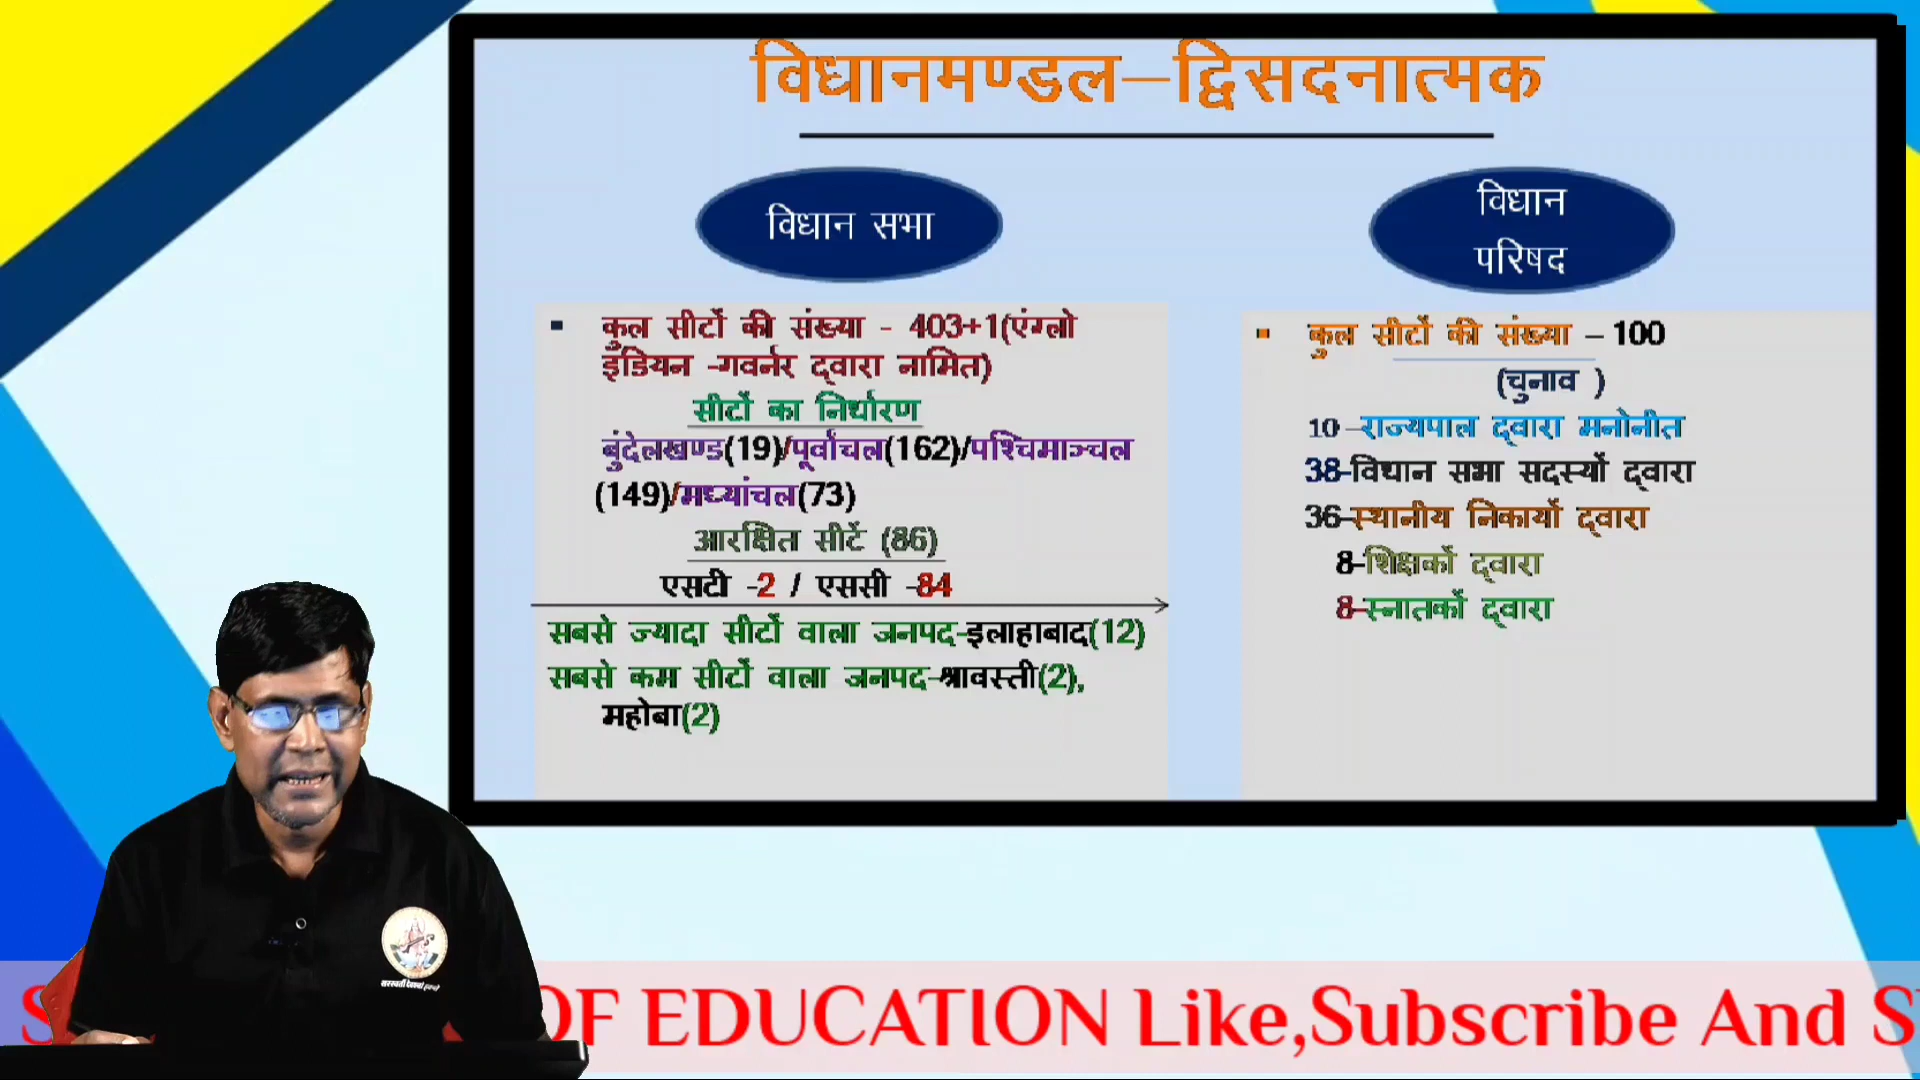 विधानमण्डल–द्विसदनात्मक
विधान सभा
कुल सीटों की संख्या - 403+1(एंग्लो
इंडियन -गवर्नर द्वारा नामित)
सीटों का निर्धारण
बुंदेलखण्ड(19)/पूर्वांचल(162)/पश्चिमाञ्चल
(149)/मध्यांचल(73)
आरक्षित सीटें (86)
एसटी -2 / एससी -84
सबसे ज्यादा सीटों वाला जनपद-इलाहाबाद(12)
सबसे कम सीटों वाला जनपद-श्रावस्ती(2),
महोबा(2)
विधान
परिषद
कुल सीटों की संख्या – 100
(चुनाव )
10 –राज्यपाल द्वारा मनोनीत
38-विधान सभा सदस्यों द्वारा
36-स्थानीय निकायों द्वारा
8-शिक्षकों द्वारा
8-स्नातकों द्वारा
OF EDUCATION Like,Subscribe And